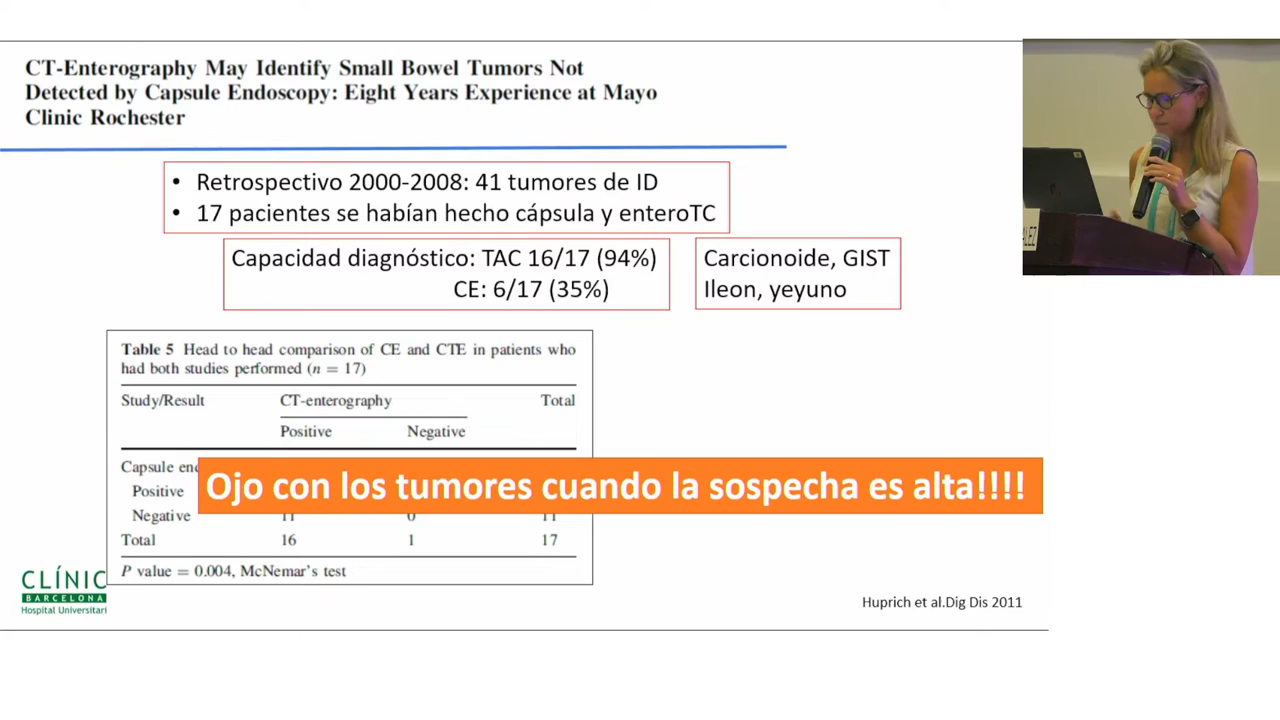 CT-Enterography May Identify Small Bowel Tumors Not
Detected by Capsule Endoscopy: Eight Years Experience at Mayo
Clinic Rochester
• Retrospectivo 2000-2008: 41 tumores de ID
• 17 pacientes se habían hecho cápsula y enteroTC
Capacidad diagnóstico: TAC 16/17 (94%)
CE: 6/17 (35%)
Carcionoide, GIST
Ileon, yeyuno
Table 5 Head to head comparison of CE and CTE in patients who
had both studies performed (n = 17)
Study/Result CT-enterography Total
Positive Negative
Capsule
Positive
Ojo con los tumores cuando la sospecha es alta!!!!
Negative 11 0 11
Total 16 1 17
P value = 0.004, McNemar's test
CLÍNIC
BARCELONA
Hospital Universitari
Huprich et al.Dig Dis 2011